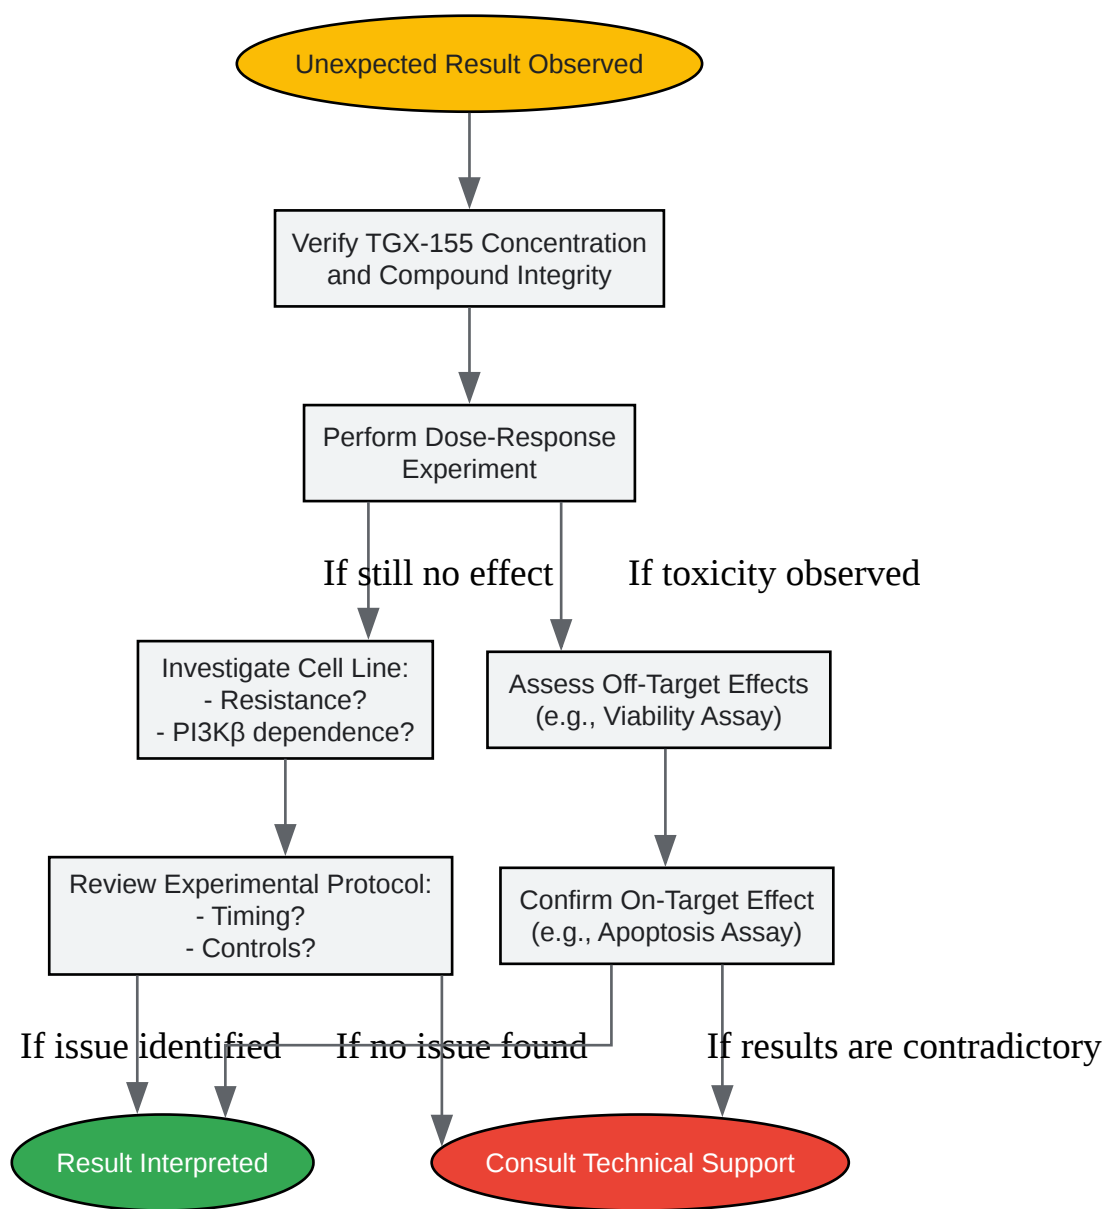 Unexpected Result Observed
Verify TGX-155 Concentration
and Compound Integrity
Perform Dose-Response
Experiment
If still no effect
If toxicity observed
Investigate Cell Line:
- Resistance?
- PI3Kβ dependence?
Assess Off-Target Effects
(e.g., Viability Assay)
Review Experimental Protocol:
- Timing?
- Controls?
Confirm On-Target Effect
(e.g., Apoptosis Assay)
If issue identified
If no issue found
If results are contradictory
Result Interpreted
Consult Technical Support